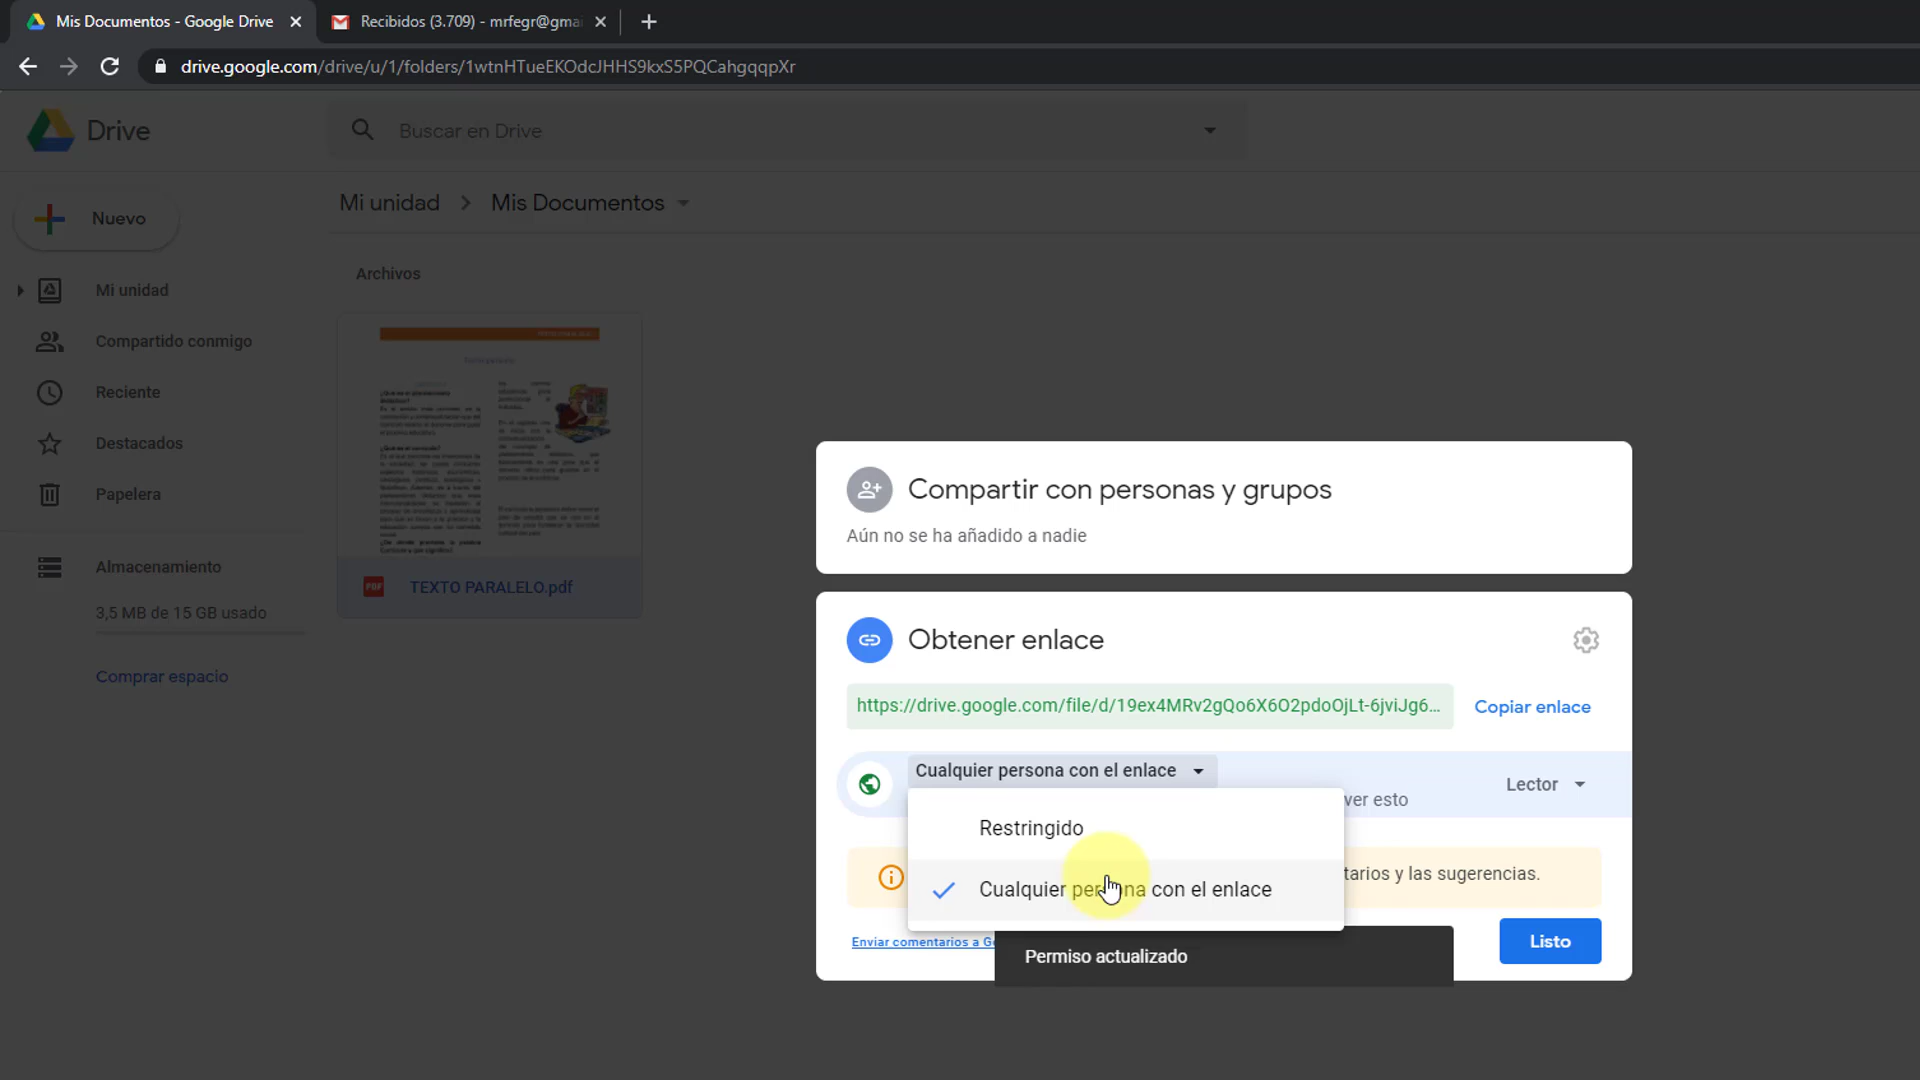 Mis Documentos - Google Drive
Recibidos (3.709) - mrfegr@gmai
drive.google.com/drive/u/1/folders/1wtnHTueEKOdcJHHS9kxS5PQCahgqqpXr
Drive
Buscar en Drive
Nuevo
Mi unidad
Mis Documentos
Archivos
Mi unidad
Compartido conmigo
Reciente
Destacados
Papelera
Almacenamiento
3,5 MB de 15 GB usado
Comprar espacio
PDF
TEXTO PARALELO.pdf
Compartir con personas y grupos
Aún no se ha añadido a nadie
Obtener enlace
https://drive.google.com/file/d/19ex4MRv2gQo6X6O2pdoOjLt-6jviJg6...
Copiar enlace
Cualquier persona con el enlace
ver esto
Lector
Restringido
Cualquier persona con el enlace
tarios y las sugerencias.
Enviar comentarios a Go
Permiso actualizado
Listo